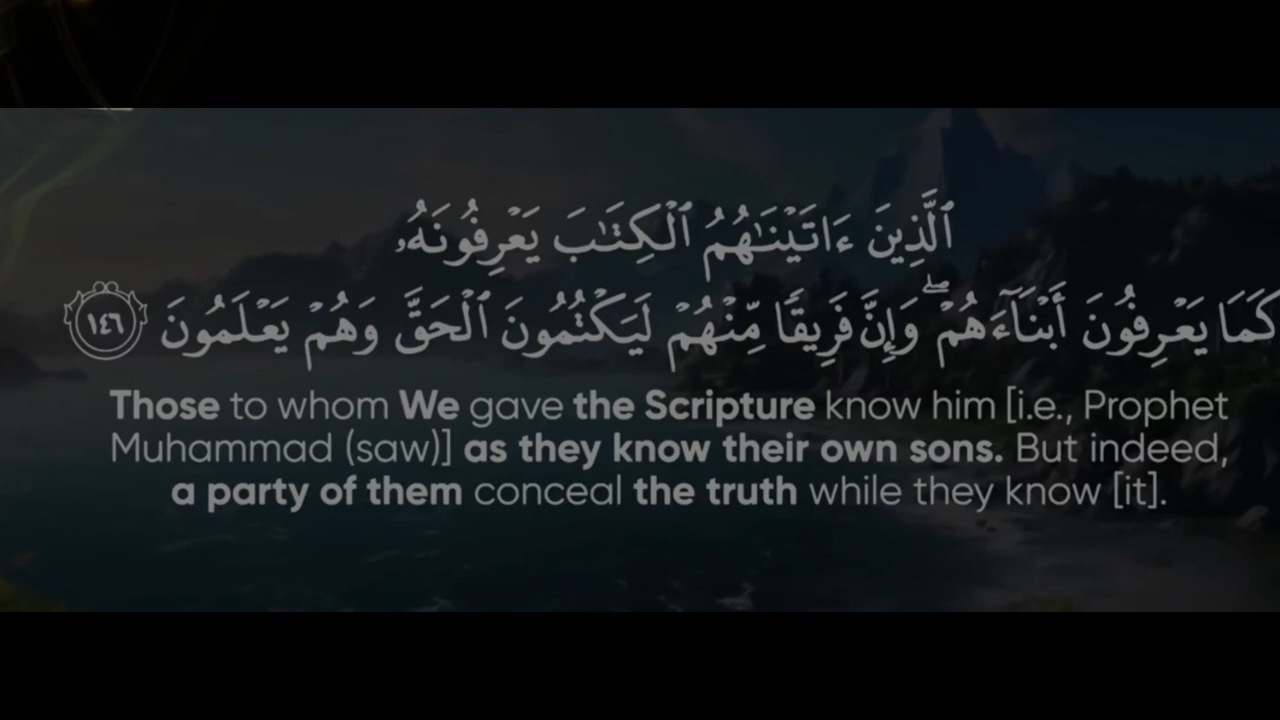 ٱلَّذِينَ ءَاتَيْنَـٰهُمُ ٱلْكِتَـٰبَ يَعْرِفُونَهُۥ
كَمَا يَعْرِفُونَ أَبْنَآءَهُمْ ۖ وَإِنَّ فَرِيقًا مِّنْهُمْ لَيَكْتُمُونَ ٱلْحَقَّ وَهُمْ يَعْلَمُونَ ١٤٦
Those to whom We gave the Scripture know him [i.e., Prophet
Muhammad (saw)] as they know their own sons. But indeed,
a party of them conceal the truth while they know [it].